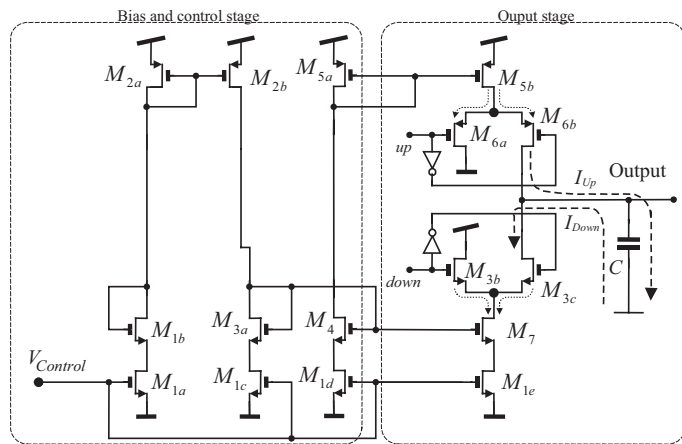 Bias and control stage
Ouput stage
M2a
M2b
M5a
M5b
M6a
M6b
up
IUp
Output
IDown
C
down
M3b
M3c
M1b
M3a
M4
M7
VControl
M1a
M1c
M1d
M1e